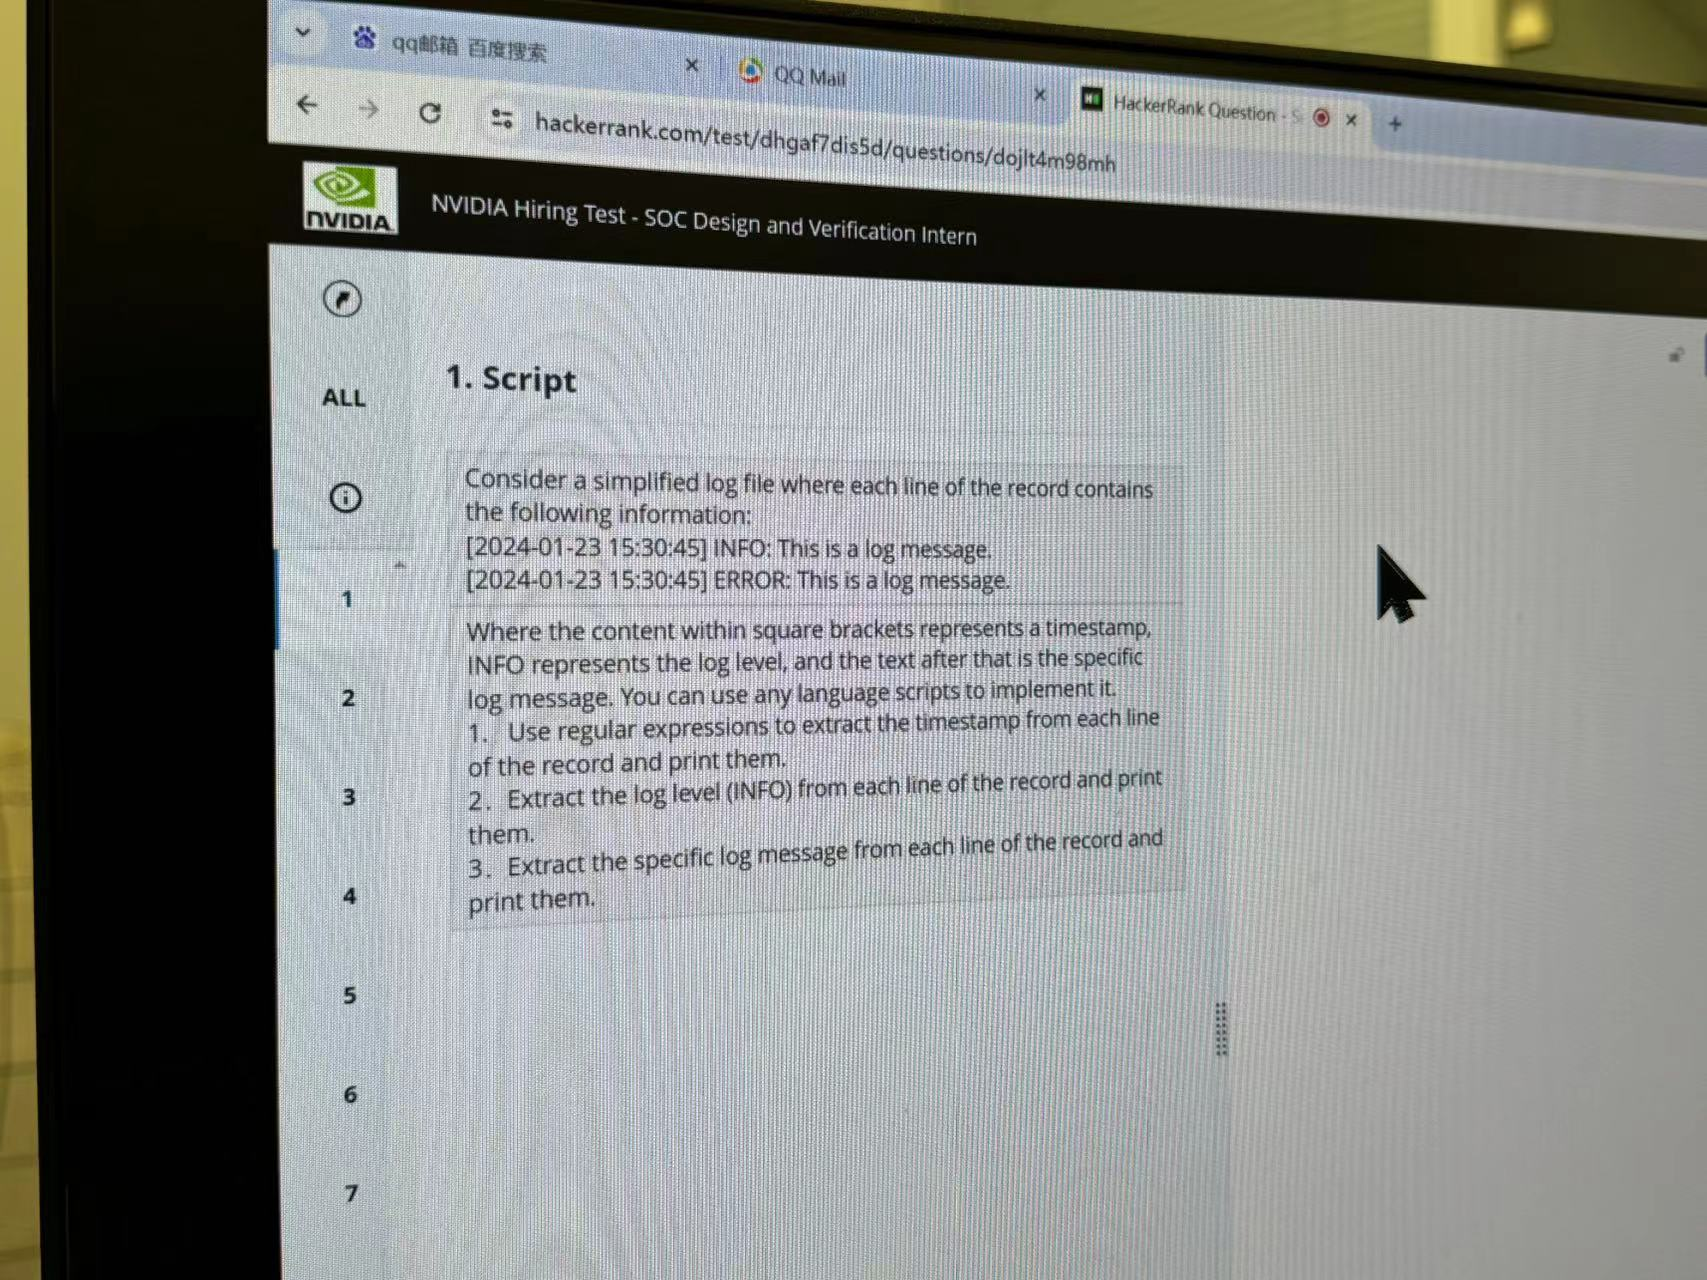 qq邮箱 百度搜索
QQ Mail
HackerRank Question - S
hackerrank.com/test/dhgaf7dis5d/questions/dojlt4m98mh
NVIDIA
NVIDIA Hiring Test - SOC Design and Verification Intern
ALL
1
2
3
4
5
6
7
1. Script
Consider a simplified log file where each line of the record contains
the following information:
[2024-01-23 15:30:45] INFO: This is a log message.
[2024-01-23 15:30:45] ERROR: This is a log message.
Where the content within square brackets represents a timestamp,
INFO represents the log level, and the text after that is the specific
log message. You can use any language scripts to implement it.
1. Use regular expressions to extract the timestamp from each line
of the record and print them.
2. Extract the log level (INFO) from each line of the record and print
them.
3. Extract the specific log message from each line of the record and
print them.